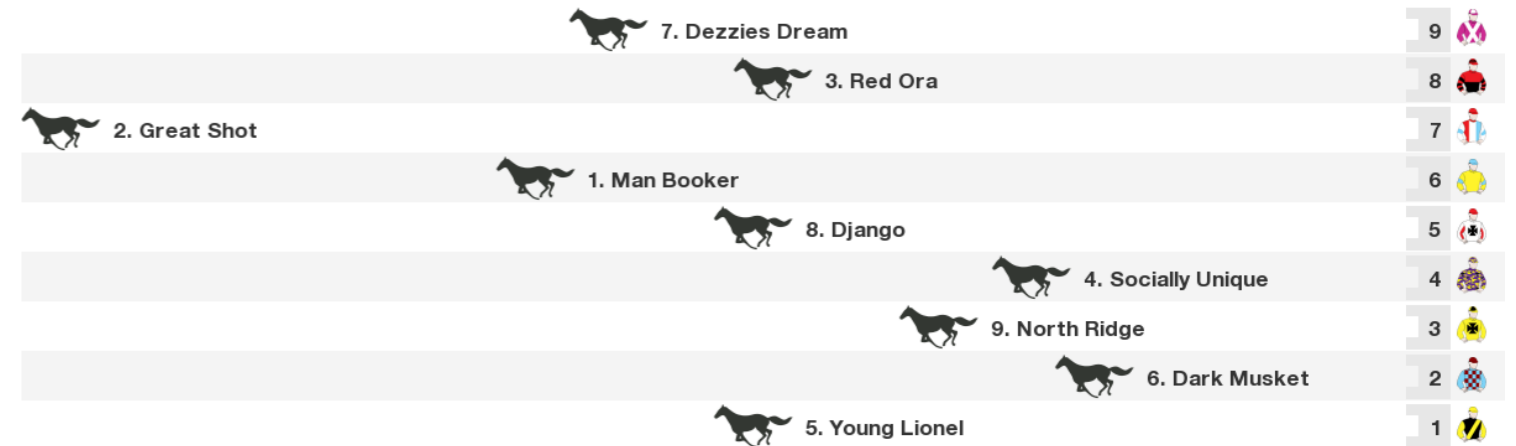 7. Dezzies Dream 9
3. Red Ora 8
2. Great Shot 7
1. Man Booker 6
8. Django 5
4. Socially Unique 4
9. North Ridge 3
6. Dark Musket 2
5. Young Lionel 1